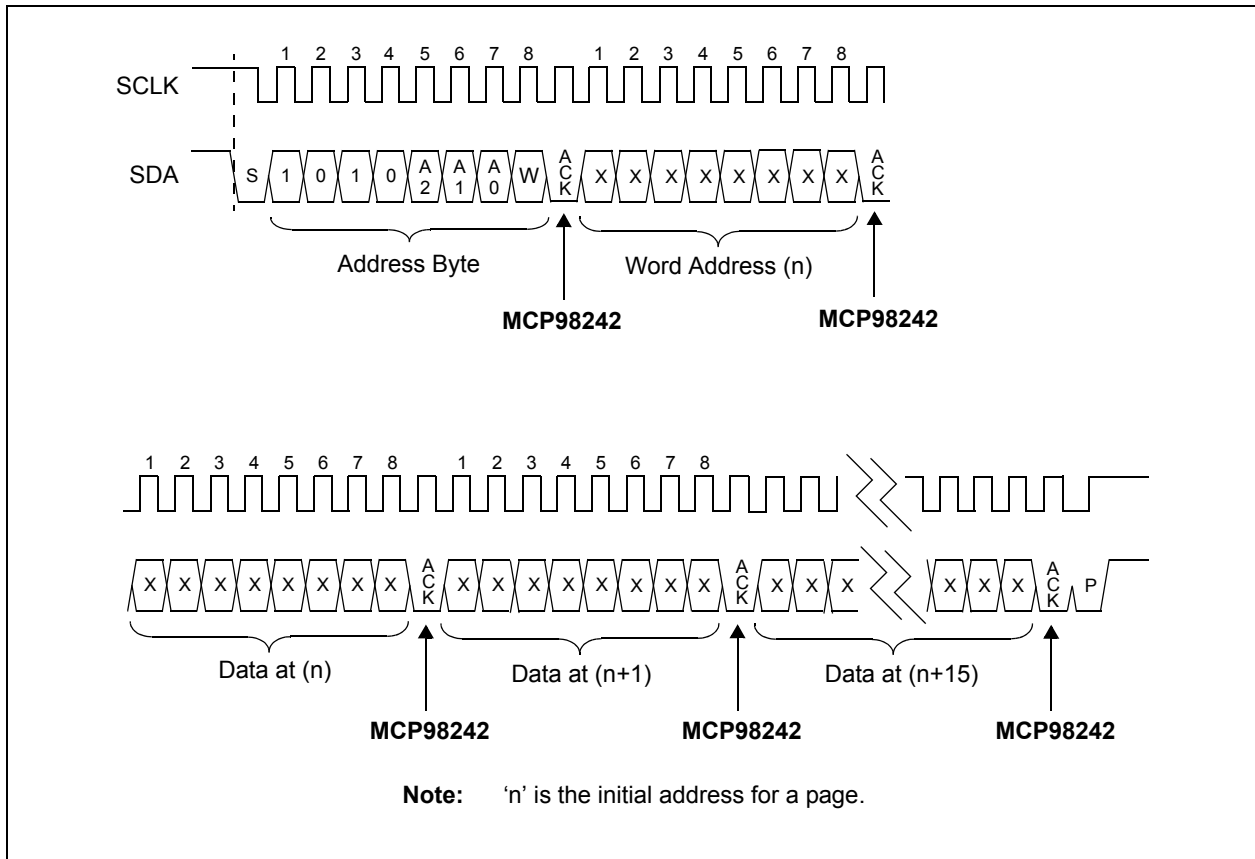 1 2 3 4 5 6 7 8 1 2 3 4 5 6 7 8
SCLK
SDA
S 1 0 1 0 A2 A1 A0 W ACK X X X X X X X X ACK
Address Byte
Word Address (n)
MCP98242
MCP98242
1 2 3 4 5 6 7 8 1 2 3 4 5 6 7 8
X X X X X X X X ACK X X X X X X X X ACK X X X X X X ACK P
Data at (n)
Data at (n+1)
Data at (n+15)
MCP98242
MCP98242
MCP98242
Note: ‘n’ is the initial address for a page.